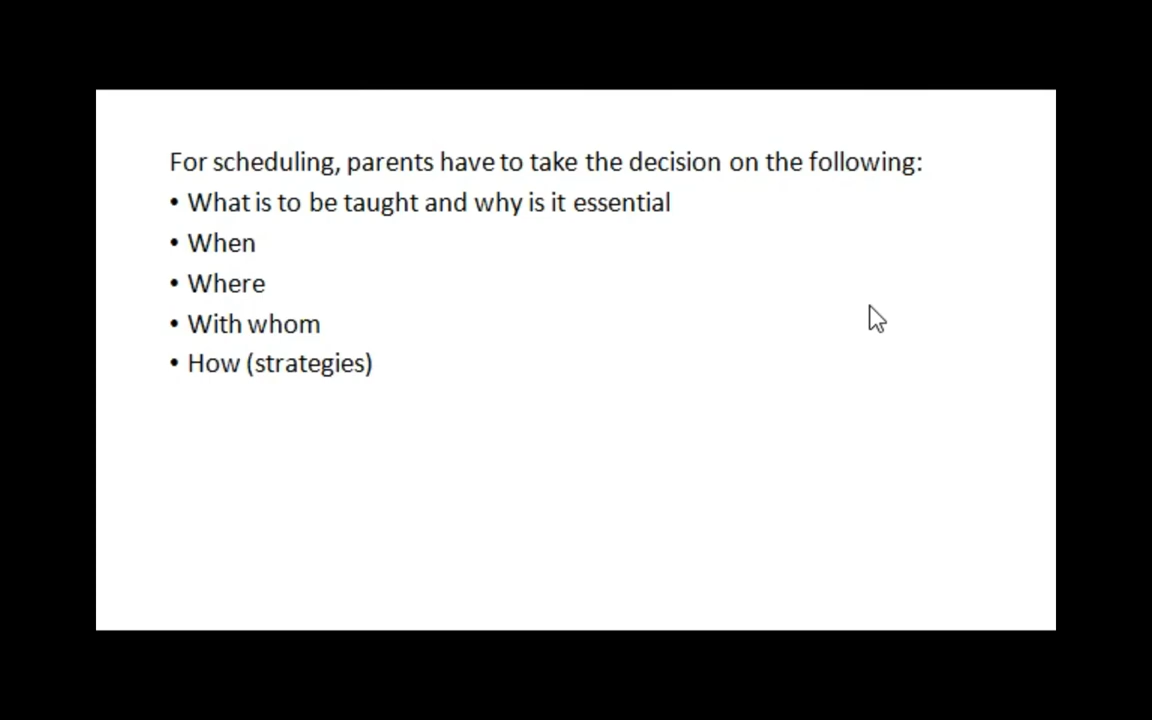 For scheduling, parents have to take the decision on the following:
• What is to be taught and why is it essential
• When
• Where
• With whom
• How (strategies)